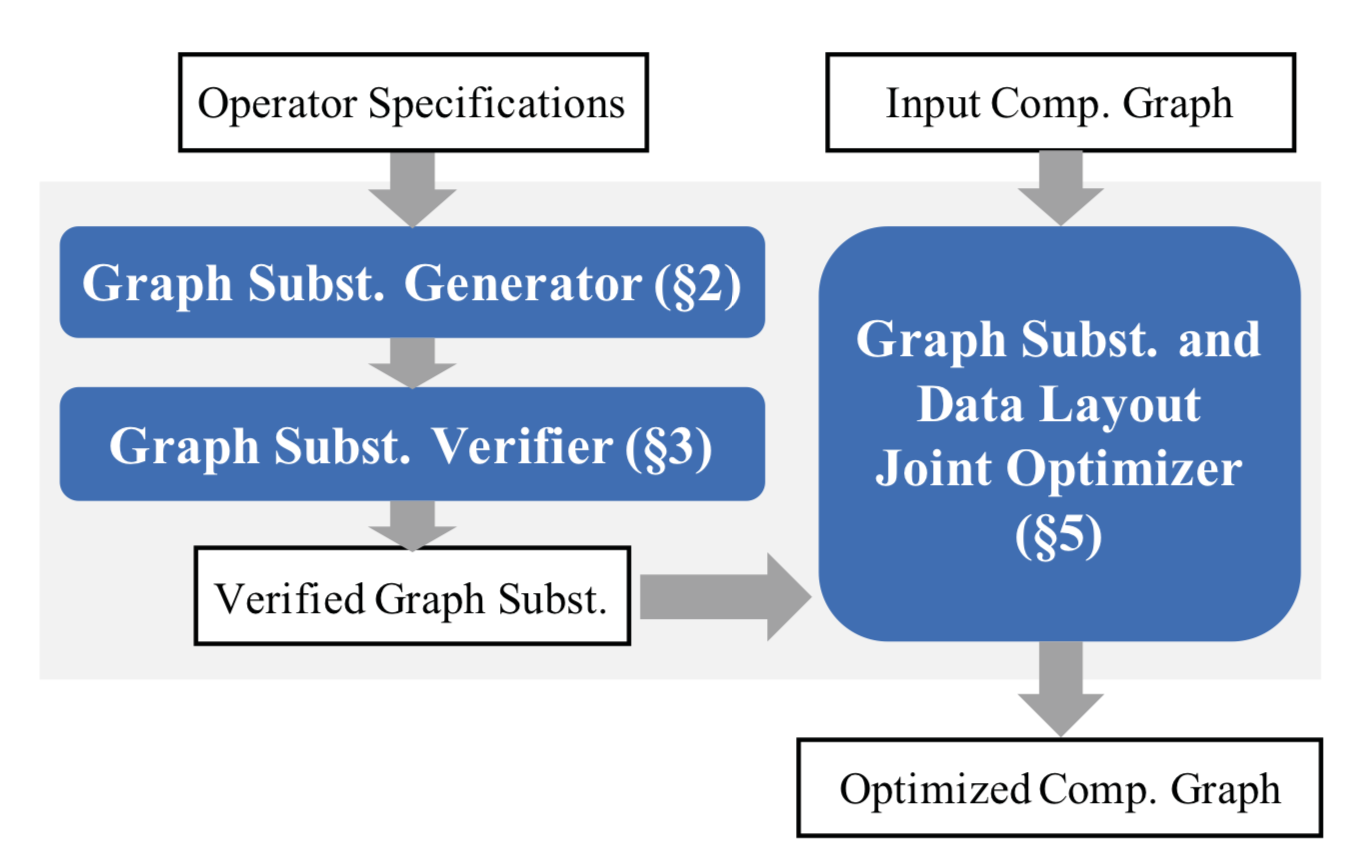 Operator Specifications
Input Comp. Graph
Graph Subst. Generator (§2)
Graph Subst. Verifier (§3)
Verified Graph Subst.
Graph Subst. and
Data Layout
Joint Optimizer
(§5)
Optimized Comp. Graph